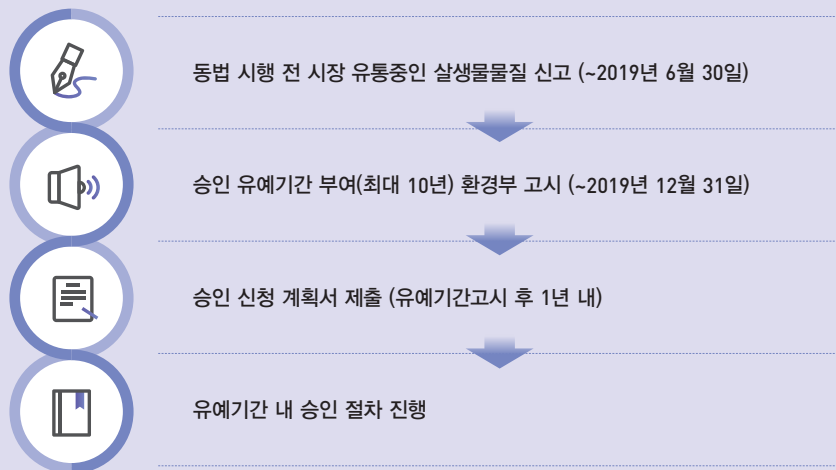 동법 시행 전 시장 유통중인 살생물물질 신고 (~2019년 6월 30일)
승인 유예기간 부여(최대 10년) 환경부 고시 (~2019년 12월 31일)
승인 신청 계획서 제출 (유예기간고시 후 1년 내)
유예기간 내 승인 절차 진행